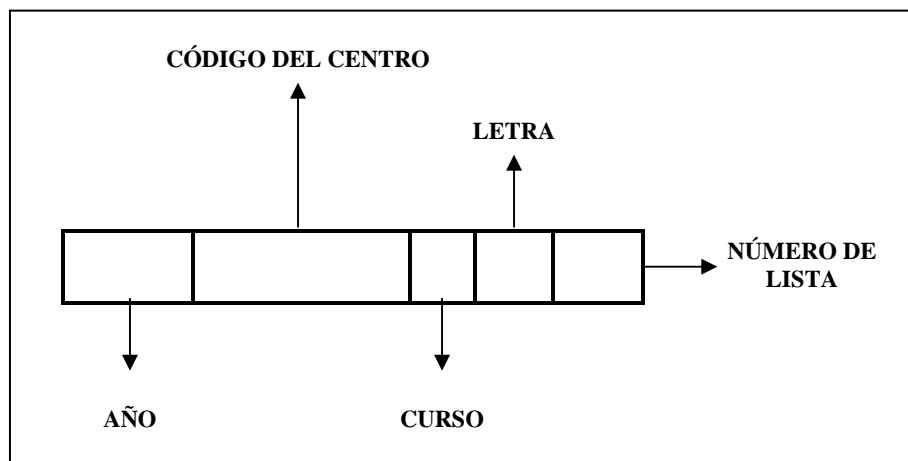 CÓDIGO DEL CENTRO
LETRA
NÚMERO DE
LISTA
AÑO
CURSO